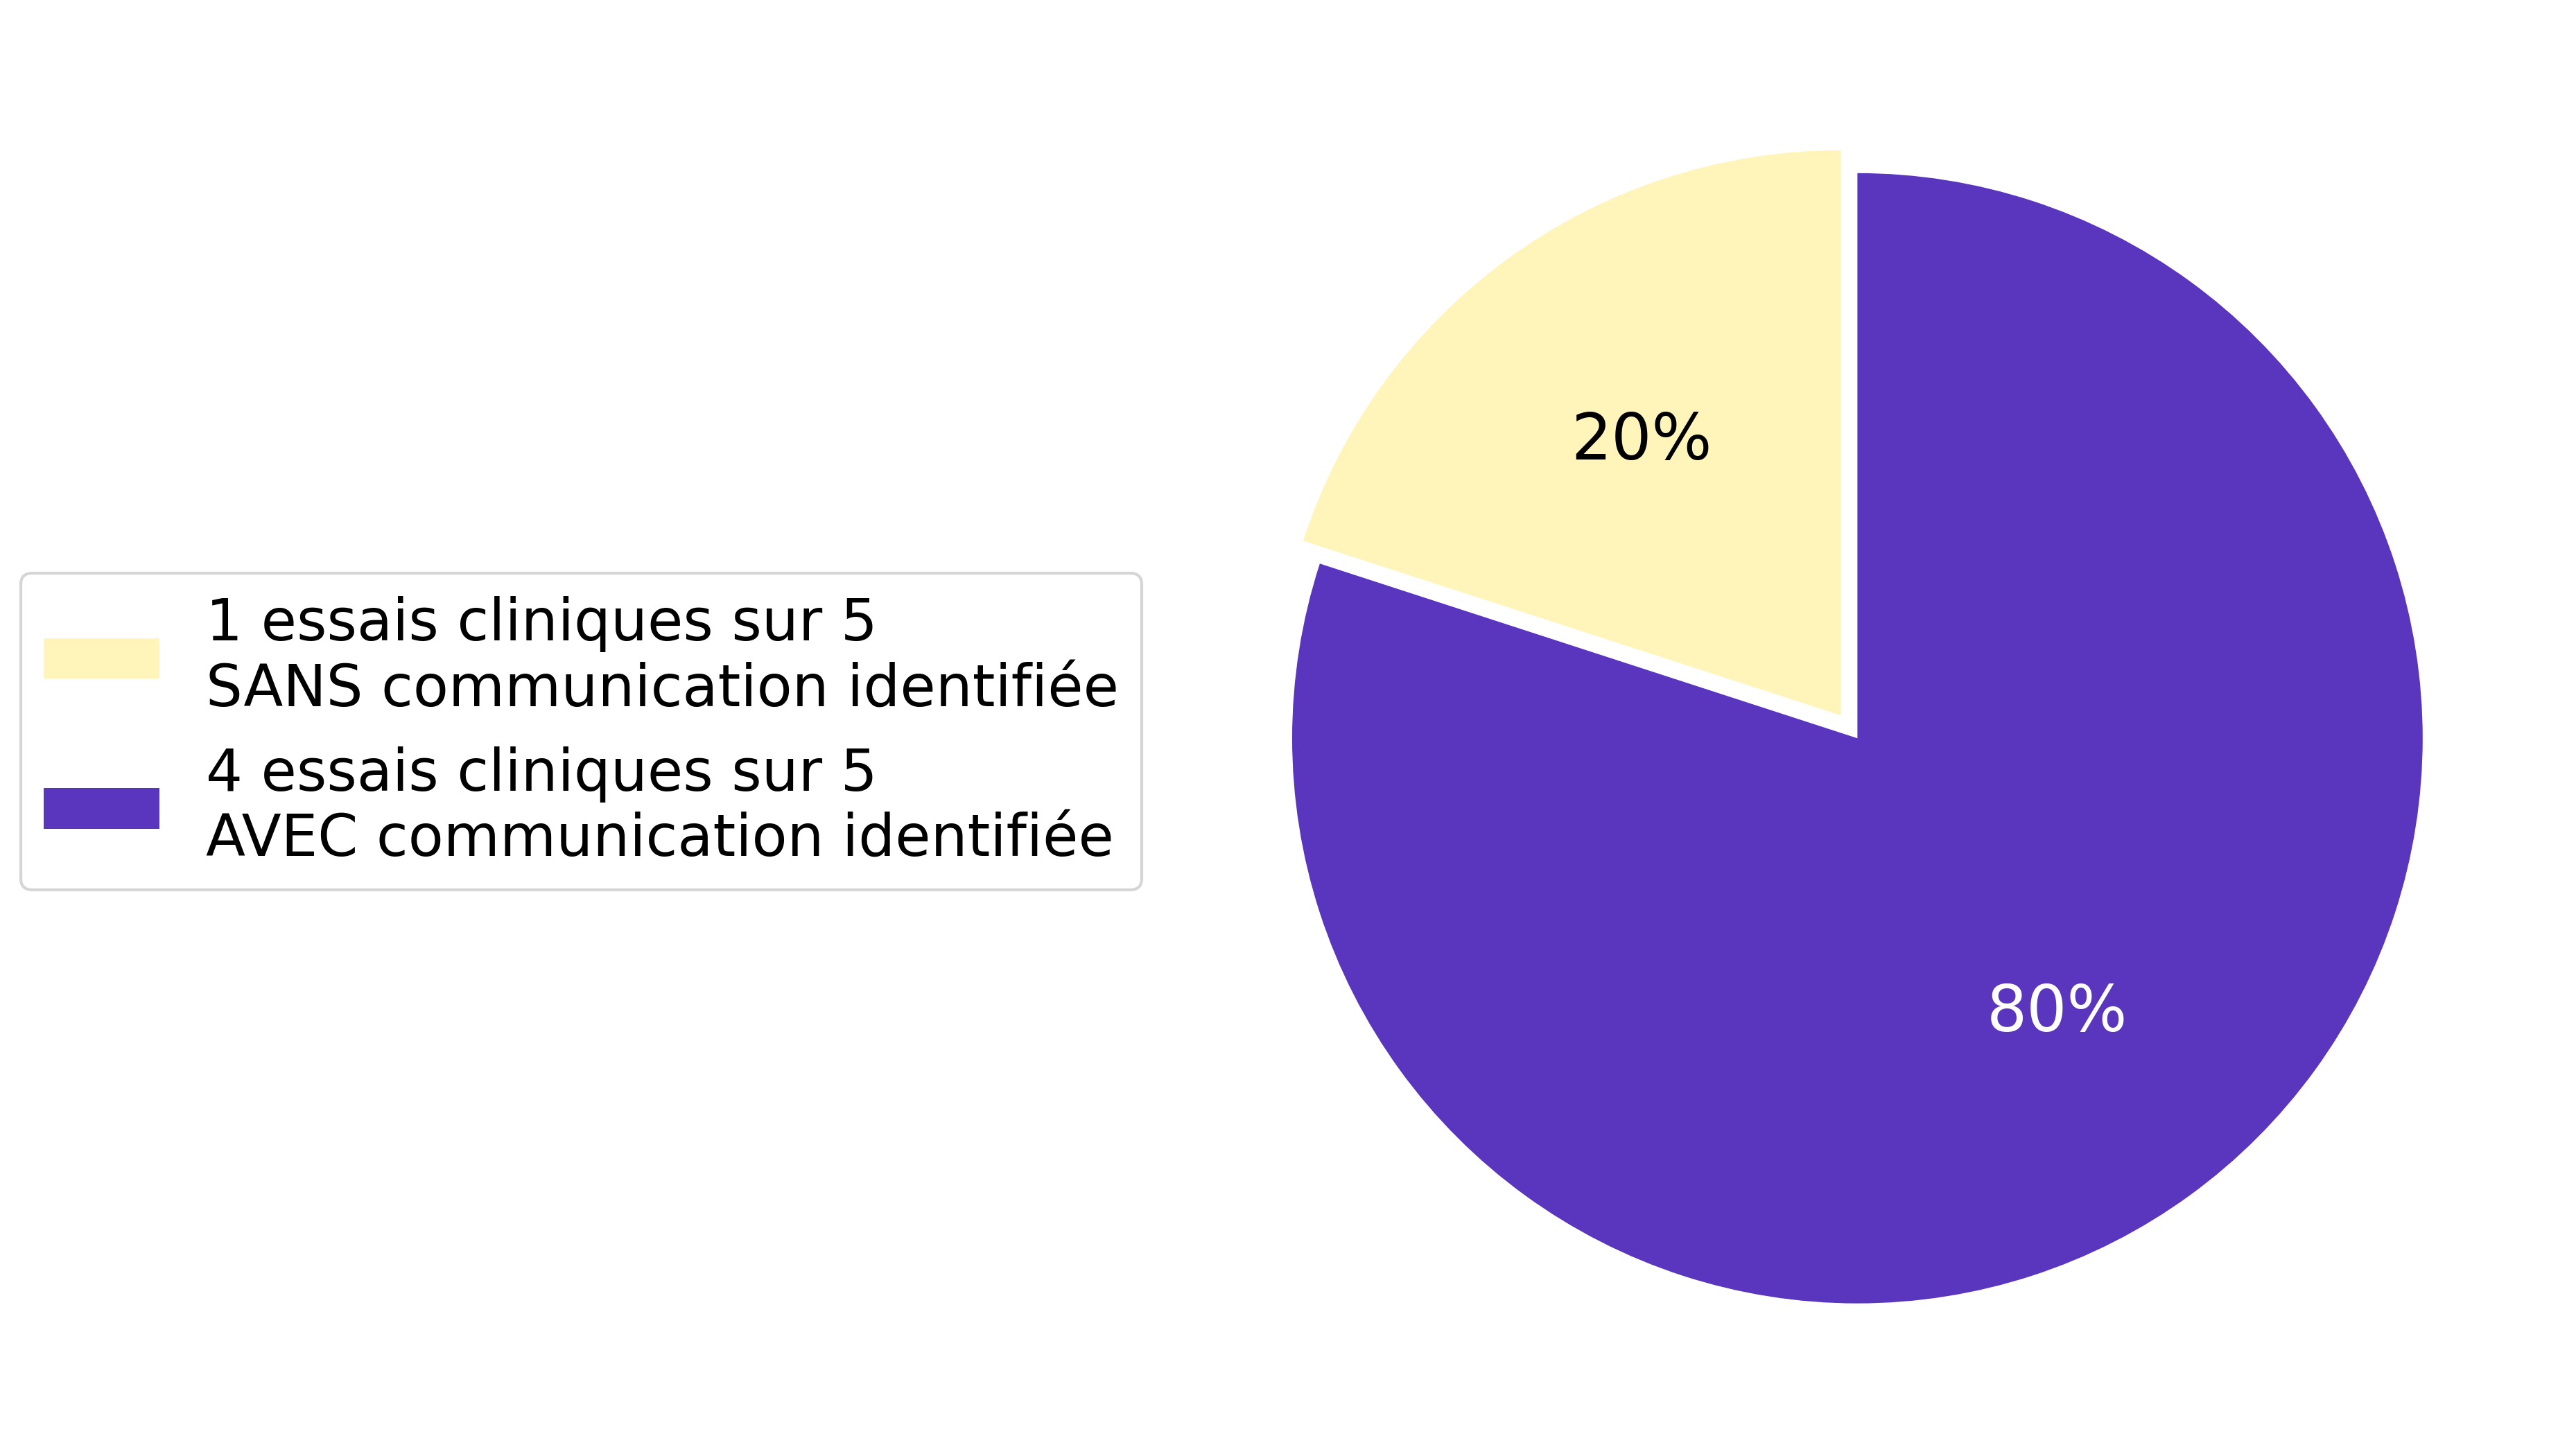 1 essais cliniques sur 5
SANS communication identifiée
4 essais cliniques sur 5
AVEC communication identifiée
20%
80%